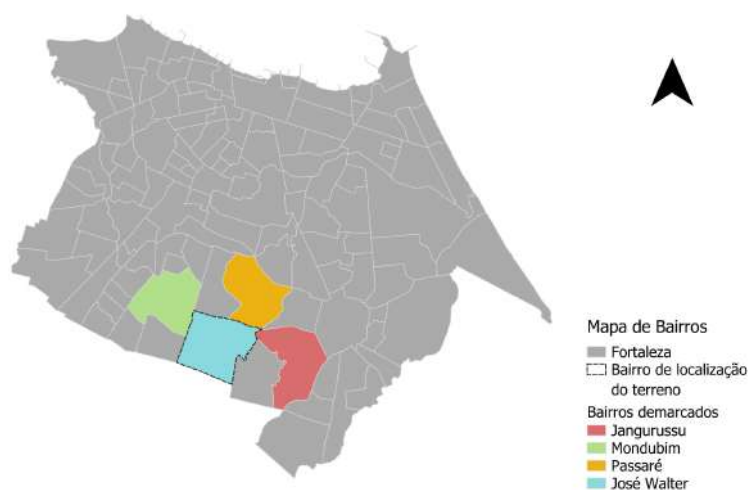 Mapa de Bairros
Fortaleza
Bairro de localização
do terreno
Bairros demarcados
Jangurussu
Mondubim
Passaré
José Walter